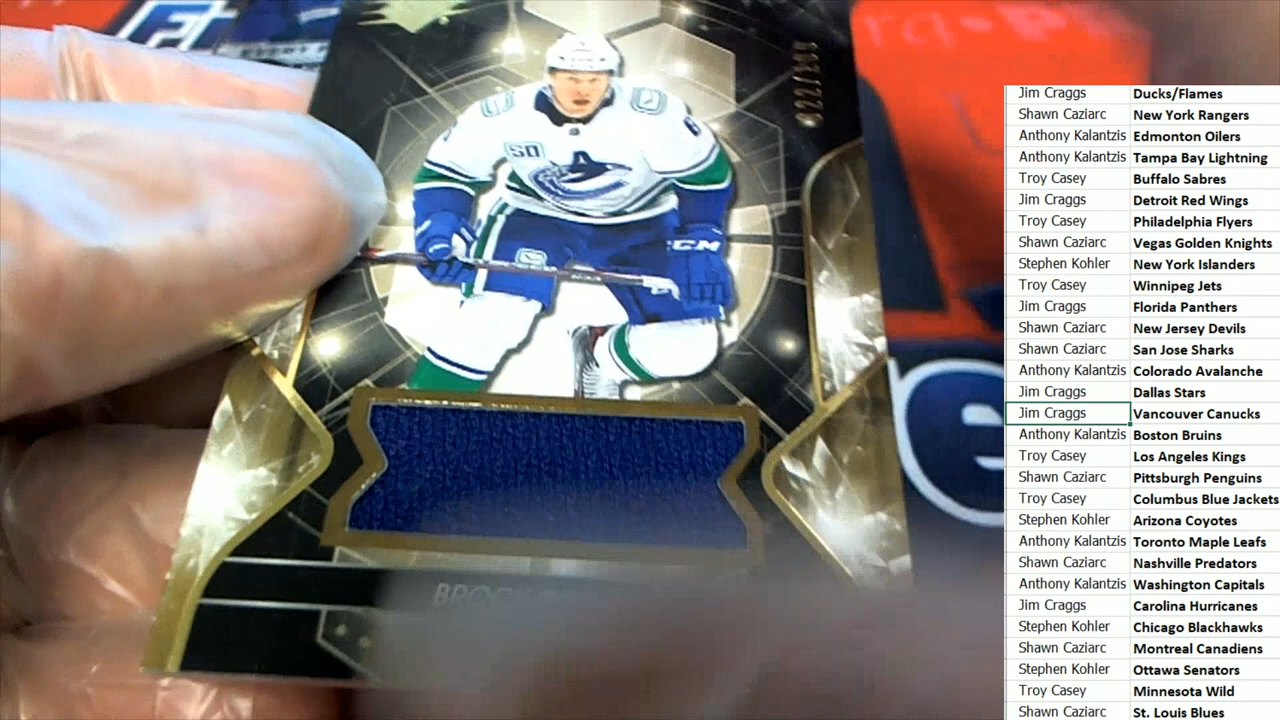 022/100
50
CCM
BROCK
e
Jim Craggs Ducks/Flames
Shawn Caziarc New York Rangers
Anthony Kalantzis Edmonton Oilers
Anthony Kalantzis Tampa Bay Lightning
Troy Casey Buffalo Sabres
Jim Craggs Detroit Red Wings
Troy Casey Philadelphia Flyers
Shawn Caziarc Vegas Golden Knights
Stephen Kohler New York Islanders
Troy Casey Winnipeg Jets
Jim Craggs Florida Panthers
Shawn Caziarc New Jersey Devils
Shawn Caziarc San Jose Sharks
Anthony Kalantzis Colorado Avalanche
Jim Craggs Dallas Stars
Jim Craggs Vancouver Canucks
Anthony Kalantzis Boston Bruins
Troy Casey Los Angeles Kings
Shawn Caziarc Pittsburgh Penguins
Troy Casey Columbus Blue Jackets
Stephen Kohler Arizona Coyotes
Anthony Kalantzis Toronto Maple Leafs
Shawn Caziarc Nashville Predators
Anthony Kalantzis Washington Capitals
Jim Craggs Carolina Hurricanes
Stephen Kohler Chicago Blackhawks
Shawn Caziarc Montreal Canadiens
Stephen Kohler Ottawa Senators
Troy Casey Minnesota Wild
Shawn Caziarc St. Louis Blues